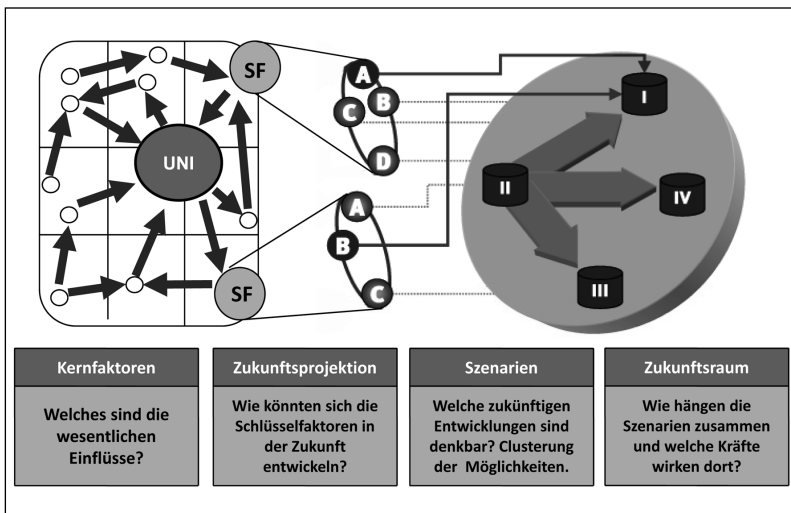 SF
UNI
SF
A
B
C
D
A
B
C
I
II
IV
III
Kernfaktoren
Welches sind die
wesentlichen
Einflüsse?
Zukunftsprojektion
Wie könnten sich die
Schlüsselfaktoren in
der Zukunft
entwickeln?
Szenarien
Welche zukünftigen
Entwicklungen sind
denkbar? Clusterung
der Möglichkeiten.
Zukunftsraum
Wie hängen die
Szenarien zusammen
und welche Kräfte
wirken dort?